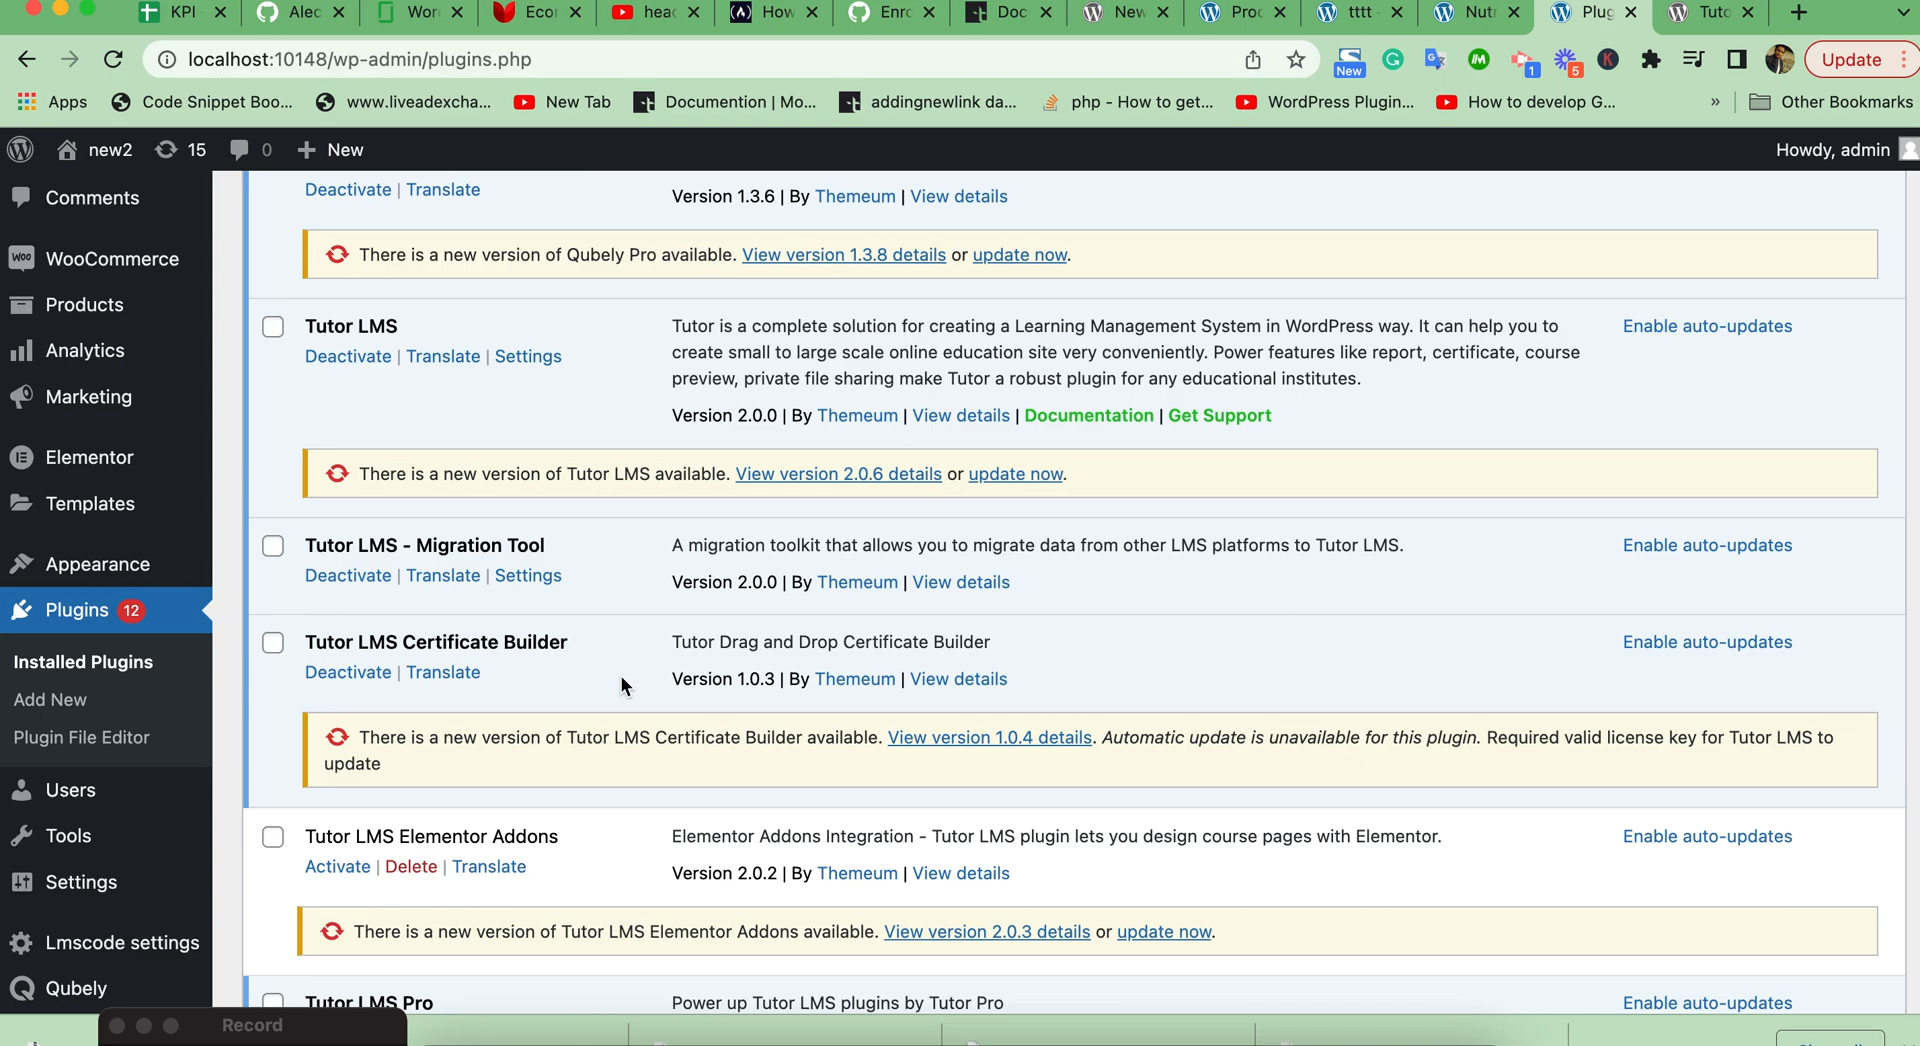 KPI
Alec
Wor
Ecor
head
How
Enro
Doc
New
Proc
tttt
Nutr
Plug
Tuto
localhost:10148/wp-admin/plugins.php
New
1
5
K
Update
Apps
Code Snippet Boo...
www.liveadexcha...
New Tab
Documention | Mo...
addingnewlink da...
php - How to get...
WordPress Plugin...
How to develop G...
»
Other Bookmarks
new2
15
0
+ New
Howdy, admin
Comments
WooCommerce
Products
Analytics
Marketing
Elementor
Templates
Appearance
Plugins 12
Installed Plugins
Add New
Plugin File Editor
Users
Tools
Settings
Lmscode settings
Qubely
Deactivate | Translate
Version 1.3.6 | By Themeum | View details
There is a new version of Qubely Pro available. View version 1.3.8 details or update now.
Tutor LMS
Deactivate | Translate | Settings
Tutor is a complete solution for creating a Learning Management System in WordPress way. It can help you to
create small to large scale online education site very conveniently. Power features like report, certificate, course
preview, private file sharing make Tutor a robust plugin for any educational institutes.
Version 2.0.0 | By Themeum | View details | Documentation | Get Support
Enable auto-updates
There is a new version of Tutor LMS available. View version 2.0.6 details or update now.
Tutor LMS - Migration Tool
Deactivate | Translate | Settings
A migration toolkit that allows you to migrate data from other LMS platforms to Tutor LMS.
Version 2.0.0 | By Themeum | View details
Enable auto-updates
Tutor LMS Certificate Builder
Deactivate | Translate
Tutor Drag and Drop Certificate Builder
Version 1.0.3 | By Themeum | View details
Enable auto-updates
There is a new version of Tutor LMS Certificate Builder available. View version 1.0.4 details. Automatic update is unavailable for this plugin. Required valid license key for Tutor LMS to
update
Tutor LMS Elementor Addons
Activate | Delete | Translate
Elementor Addons Integration - Tutor LMS plugin lets you design course pages with Elementor.
Version 2.0.2 | By Themeum | View details
Enable auto-updates
There is a new version of Tutor LMS Elementor Addons available. View version 2.0.3 details or update now.
Tutor LMS Pro
Power up Tutor LMS plugins by Tutor Pro
Enable auto-updates
Record